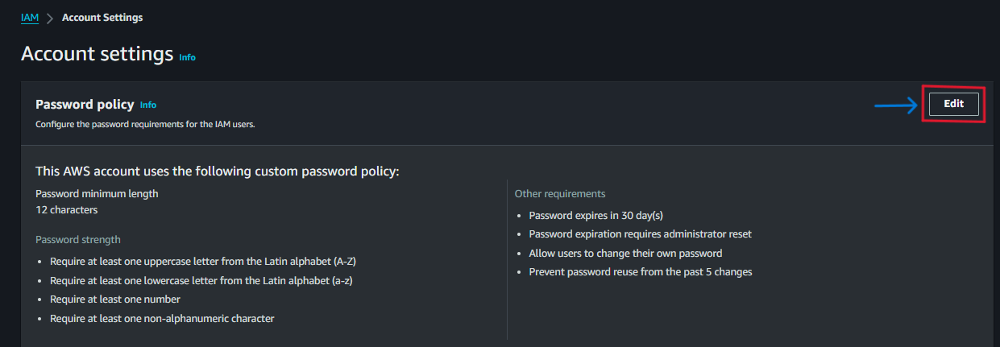 IAM > Account Settings
Account settings Info
Password policy Info
Edit
Configure the password requirements for the IAM users.
This AWS account uses the following custom password policy:
Password minimum length
12 characters
Password strength
• Require at least one uppercase letter from the Latin alphabet (A-Z)
• Require at least one lowercase letter from the Latin alphabet (a-z)
• Require at least one number
• Require at least one non-alphanumeric character
Other requirements
• Password expires in 30 day(s)
• Password expiration requires administrator reset
• Allow users to change their own password
• Prevent password reuse from the past 5 changes